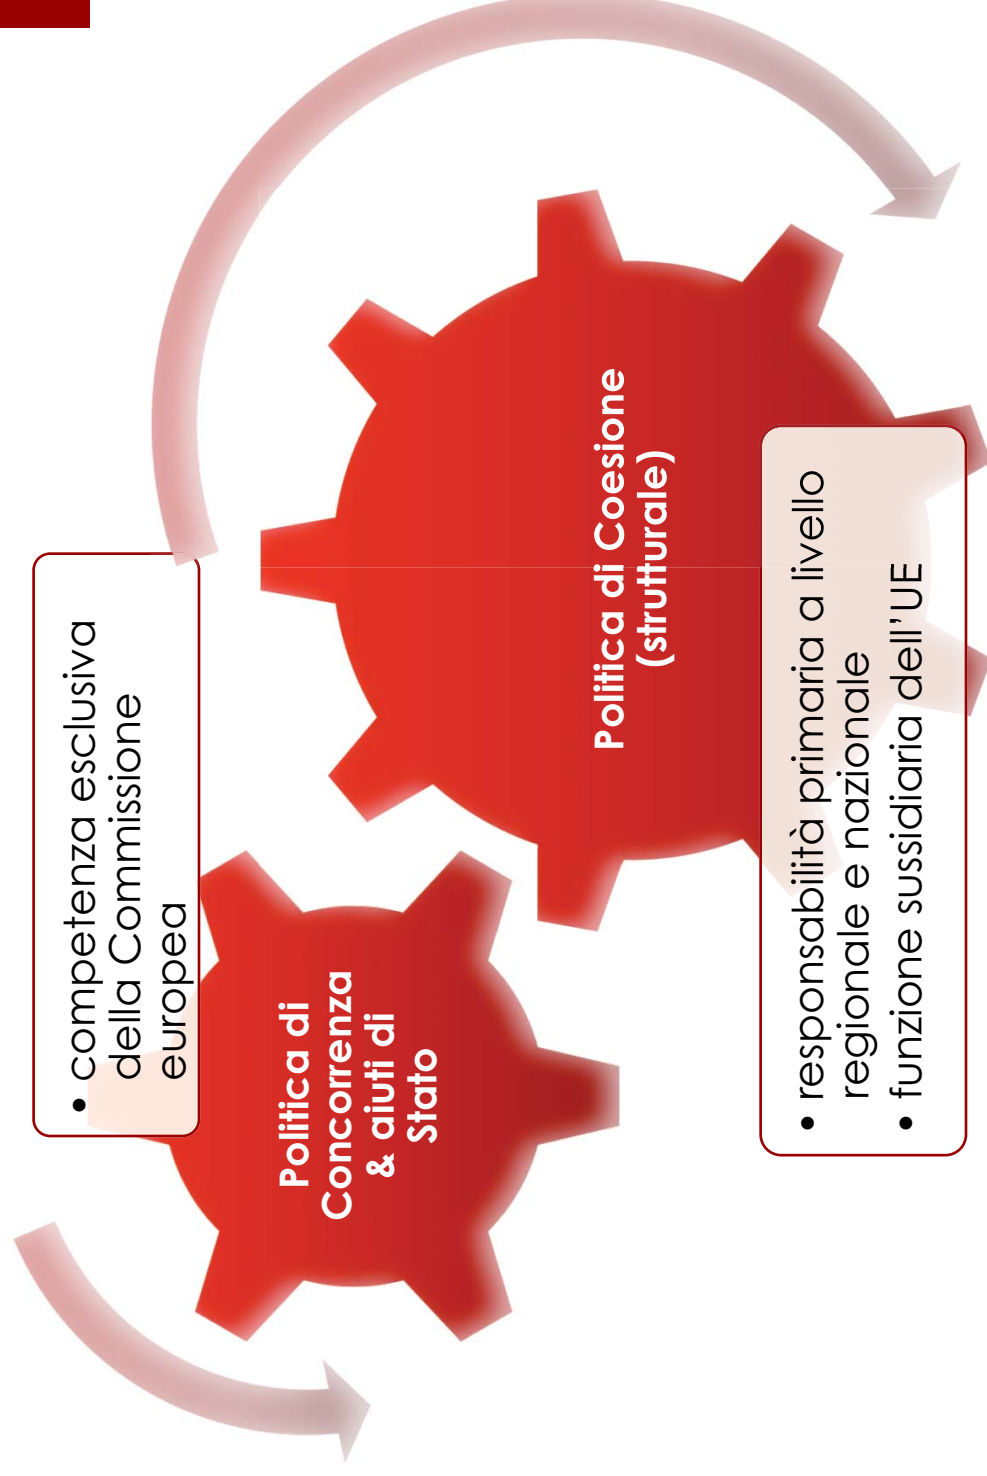 • competenza esclusiva
della Commissione
europea
Politica di
Concorrenza
& aiuti di
Stato
Politica di Coesione
(strutturale)
• responsabilità primaria a livello
regionale e nazionale
• funzione sussidiaria dell’UE